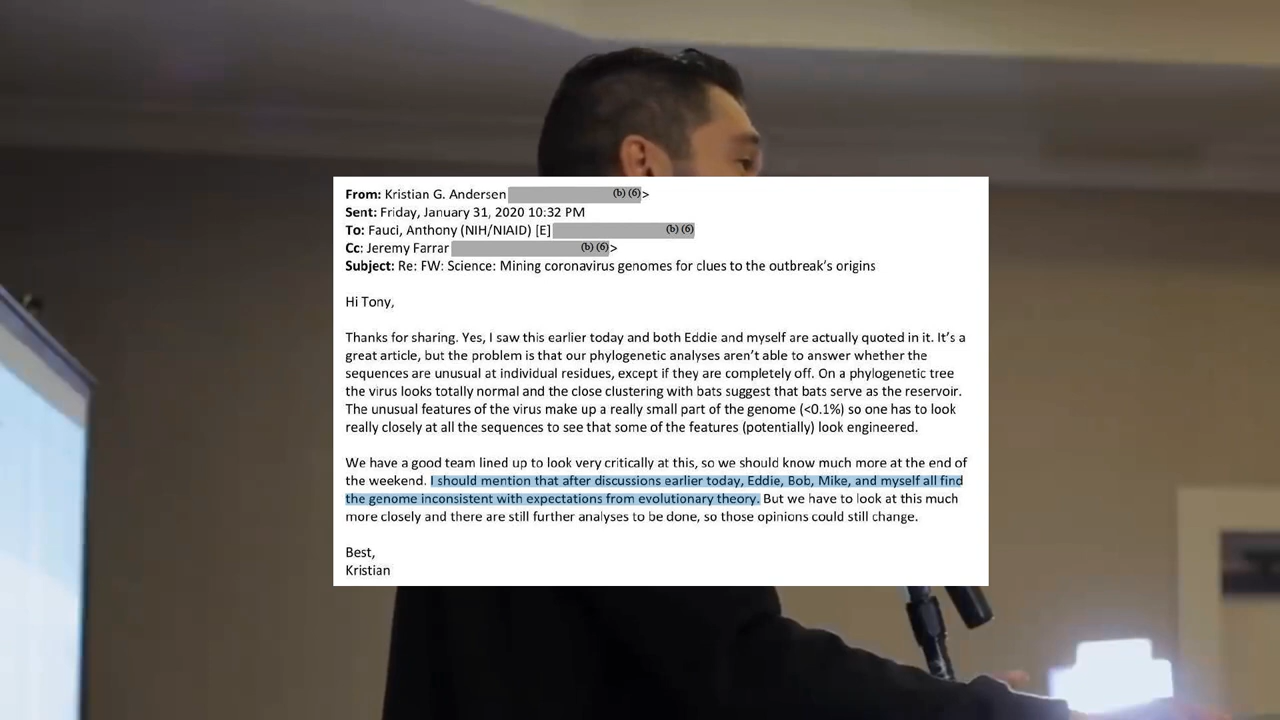 From: Kristian G. Andersen (b) (6)>
Sent: Friday, January 31, 2020 10:32 PM
To: Fauci, Anthony (NIH/NIAID) [E] (b) (6)
Cc: Jeremy Farrar (b) (6)>
Subject: Re: FW: Science: Mining coronavirus genomes for clues to the outbreak's origins
Hi Tony,
Thanks for sharing. Yes, I saw this earlier today and both Eddie and myself are actually quoted in it. It's a
great article, but the problem is that our phylogenetic analyses aren't able to answer whether the
sequences are unusual at individual residues, except if they are completely off. On a phylogenetic tree
the virus looks totally normal and the close clustering with bats suggest that bats serve as the reservoir.
The unusual features of the virus make up a really small part of the genome (<0.1%) so one has to look
really closely at all the sequences to see that some of the features (potentially) look engineered.
We have a good team lined up to look very critically at this, so we should know much more at the end of
the weekend. I should mention that after discussions earlier today, Eddie, Bob, Mike, and myself all find
the genome inconsistent with expectations from evolutionary theory. But we have to look at this much
more closely and there are still further analyses to be done, so those opinions could still change.
Best,
Kristian